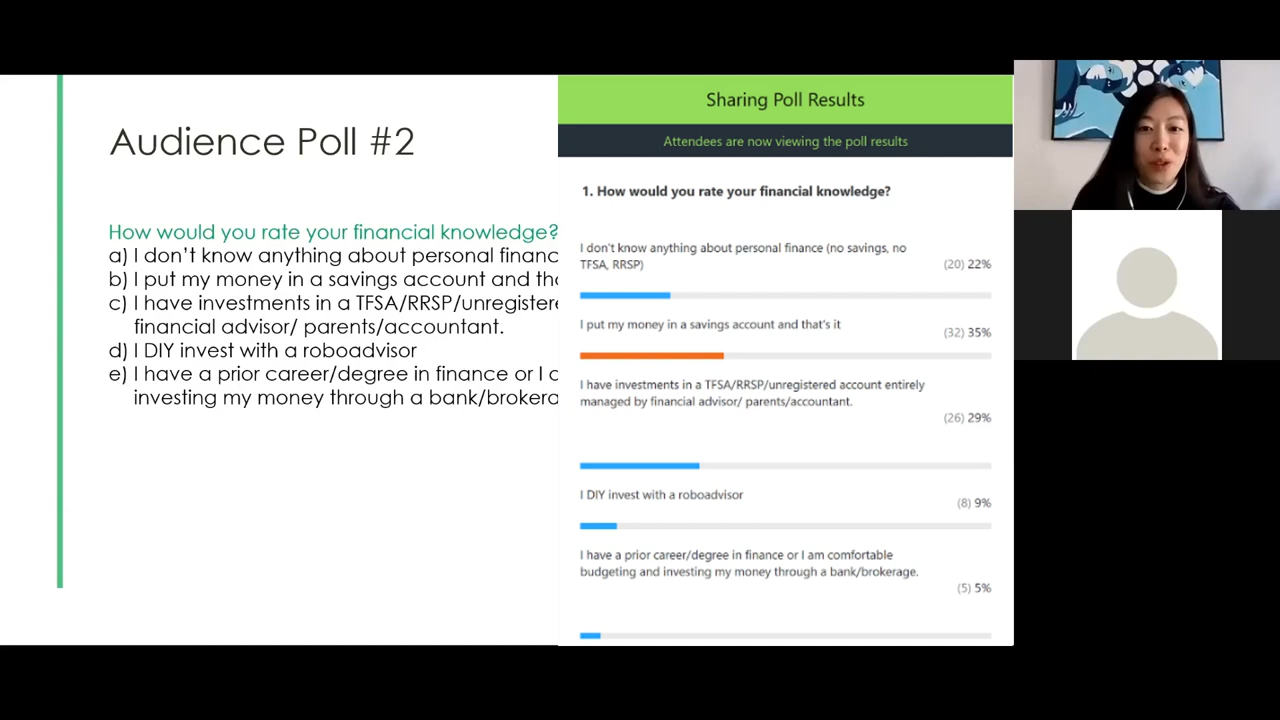 Audience Poll #2
How would you rate your financial knowledge?
a) I don’t know anything about personal financ
b) I put my money in a savings account and tha
c) I have investments in a TFSA/RRSP/unregistere
financial advisor/ parents/accountant.
d) I DIY invest with a roboadvisor
e) I have a prior career/degree in finance or I a
investing my money through a bank/brokera
Sharing Poll Results
Attendees are now viewing the poll results
1. How would you rate your financial knowledge?
I don't know anything about personal finance (no savings, no
TFSA, RRSP)
(20) 22%
I put my money in a savings account and that's it
(32) 35%
I have investments in a TFSA/RRSP/unregistered account entirely
managed by financial advisor/ parents/accountant.
(26) 29%
I DIY invest with a roboadvisor
(8) 9%
I have a prior career/degree in finance or I am comfortable
budgeting and investing my money through a bank/brokerage.
(5) 5%